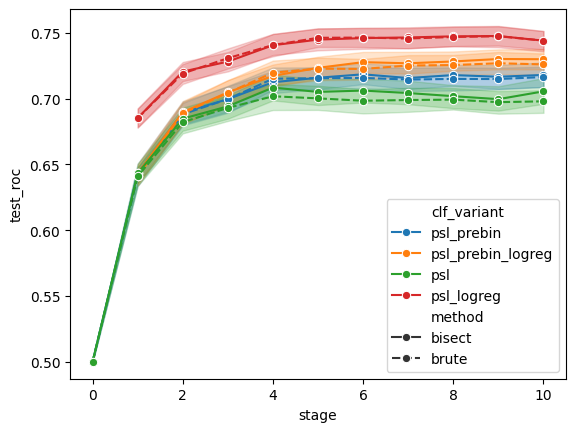 0.75
0.70
0.65
0.60
0.55
0.50
test_roc
clf_variant
psl_prebin
psl_prebin_logreg
psl
psl_logreg
method
bisect
brute
0 2 4 6 8 10
stage